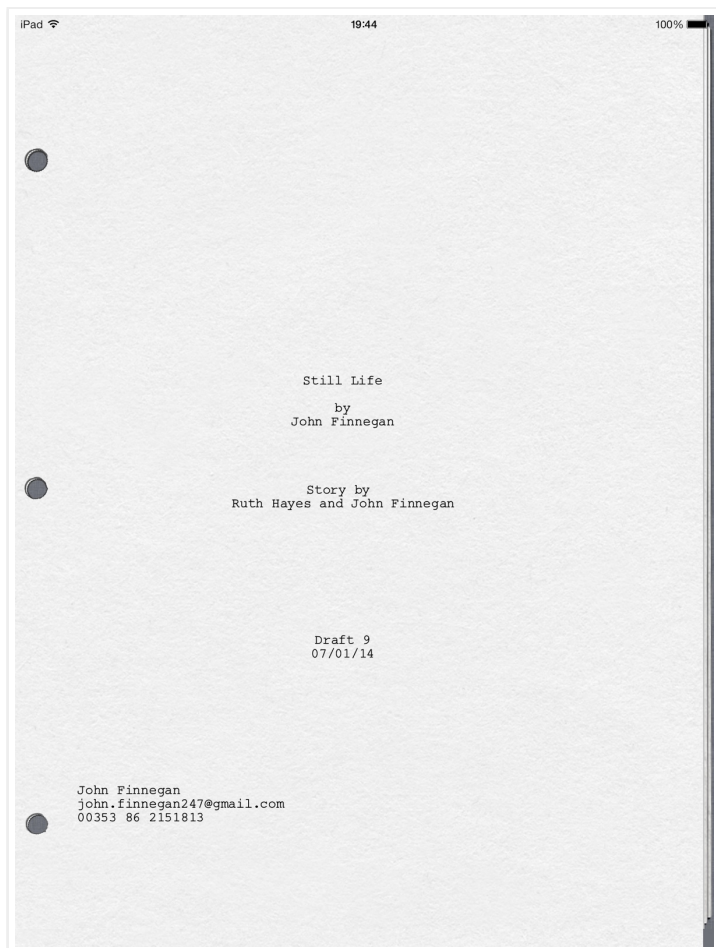 iPad 19:44 100%
Still Life
by
John Finnegan
Story by
Ruth Hayes and John Finnegan
Draft 9
07/01/14
John Finnegan
john.finnegan247@gmail.com
00353 86 2151813